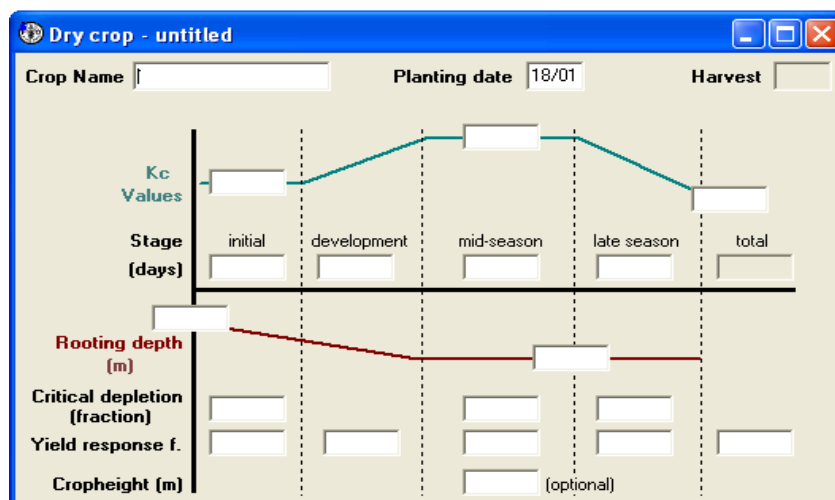 Dry crop - untitled
Crop Name Planting date 18/01 Harvest
Kc
Values
Stage initial development mid-season late season total
(days)
Rooting depth
(m)
Critical depletion
(fraction)
Yield response f.
Cropheight (m) (optional)